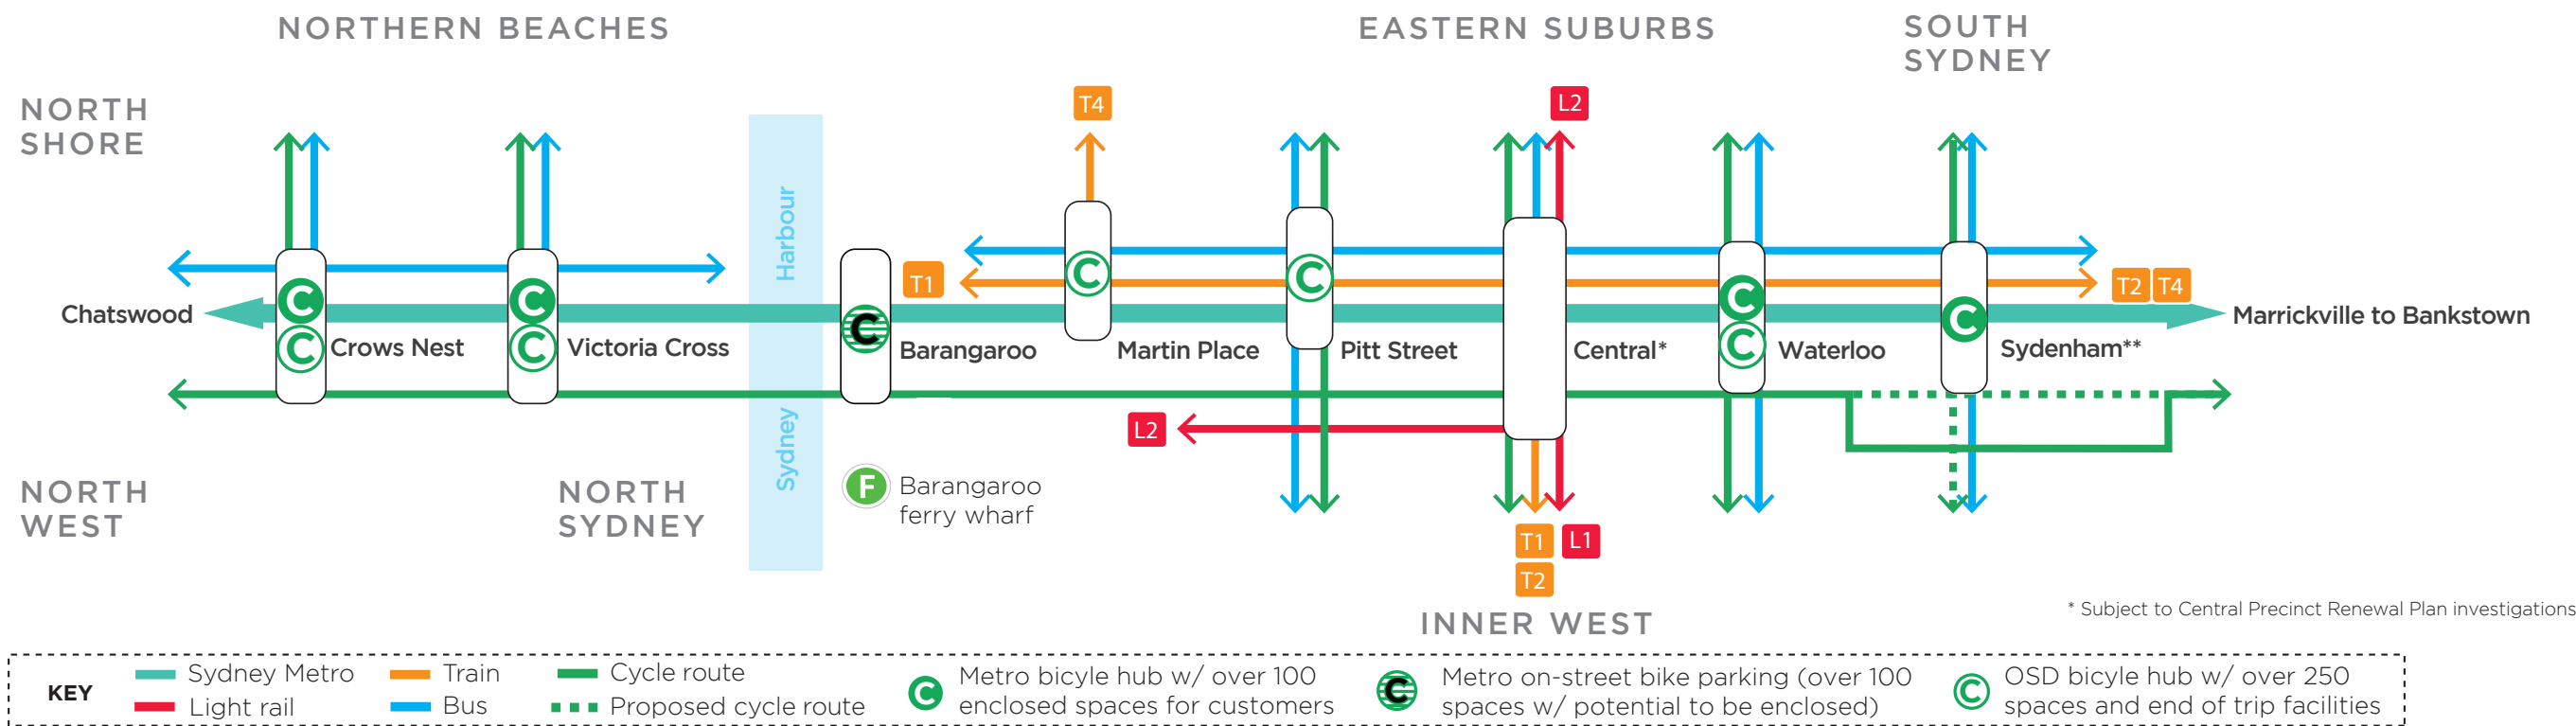 NORTHERN BEACHES
EASTERN SUBURBS
SOUTH
SYDNEY
NORTH
SHORE
T4
L2
Harbour
T1
T2 T4
Chatswood
Marrickville to Bankstown
C
C
C
C
C
C
C
C
C
C
Crows Nest
Victoria Cross
Barangaroo
Martin Place
Pitt Street
Central*
Waterloo
Sydenham**
L2
Sydney
NORTH
WEST
NORTH
SYDNEY
F
Barangaroo
ferry wharf
T1 L1
T2
INNER WEST
* Subject to Central Precinct Renewal Plan investigations
KEY
Sydney Metro
Light rail
Train
Bus
Cycle route
Proposed cycle route
C
Metro bicyle hub w/ over 100
enclosed spaces for customers
C
Metro on-street bike parking (over 100
spaces w/ potential to be enclosed)
C
OSD bicycle hub w/ over 250
spaces and end of trip facilities